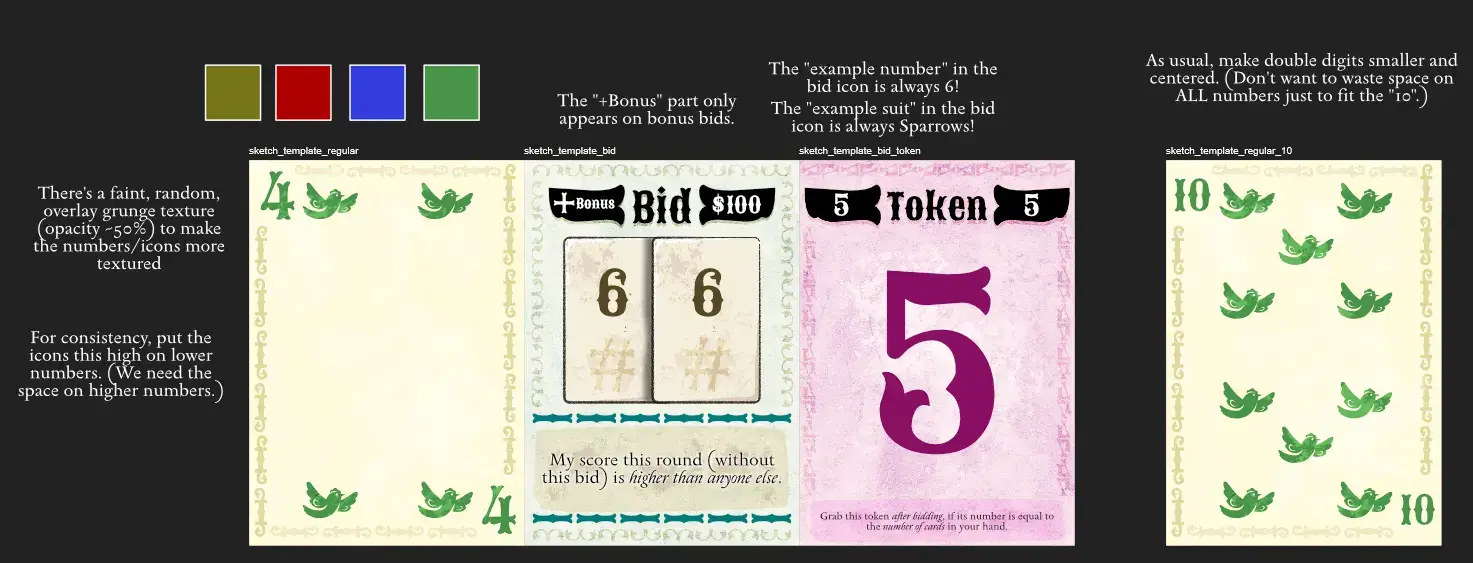 The "+Bonus" part only
appears on bonus bids.
The "example number" in the
bid icon is always 6!
The "example suit" in the bid
icon is always Sparrows!
As usual, make double digits smaller and
centered. (Don't want to waste space on
ALL numbers just to fit the "10".)
There's a faint, random,
overlay grunge texture
(opacity ~50%) to make
the numbers/icons more
textured
For consistency, put the
icons this high on lower
numbers. (We need the
space on higher numbers.)
sketch_template_regular
4
4
sketch_template_bid
+Bonus Bid $100
6 6
# #
My score this round (without
this bid) is higher than anyone else.
sketch_template_bid_token
5 Token 5
5
Grab this token after bidding, if its number is equal to
the number of cards in your hand.
sketch_template_regular_10
10
10